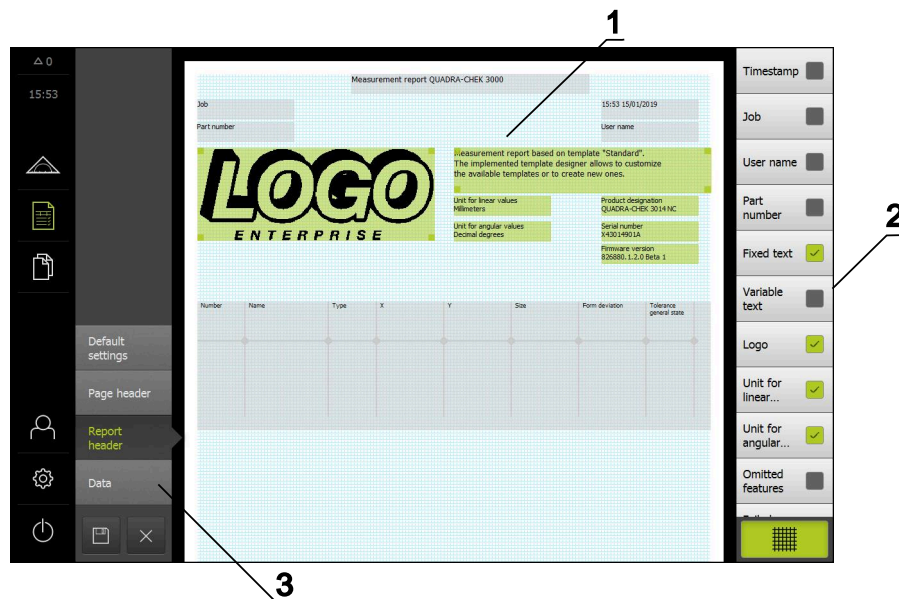 1
△ 0
15:53
Timestamp
Measurement report QUADRA-CHEK 3000
Job
15:53 15/01/2019
Part number
User name
Job
User name
Part
number
Fixed text
Variable
text
Logo
Unit for
linear...
Unit for
angular...
Omitted
features
2
LOGO
ENTERPRISE
Measurement report based on template "Standard".
The implemented template designer allows to customize
the available templates or to create new ones.
Unit for linear values
Millimeters
Product designation
QUADRA-CHEK 3014 NC
Unit for angular values
Decimal degrees
Serial number
X43014901A
Firmware version
826880.1.2.0 Beta 1
Number Name Type X Y Size Form deviation Tolerance
general state
Default
settings
Page header
Report
header
Data
3